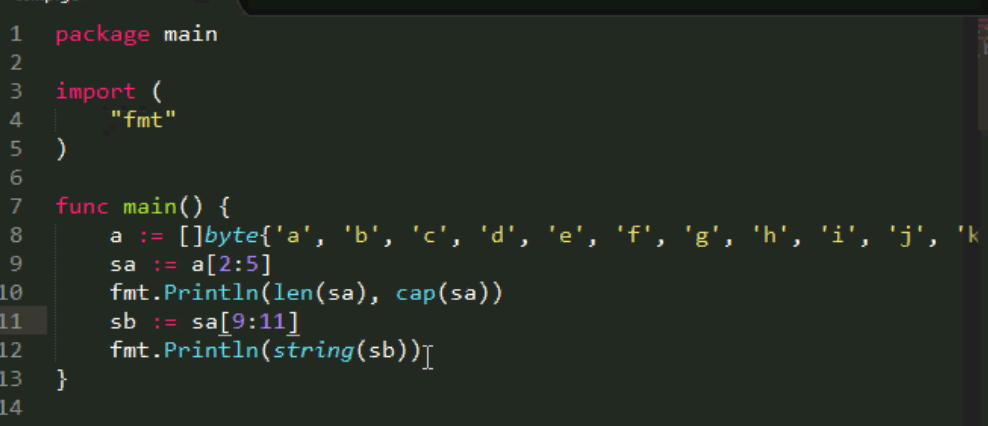 1 package main
2
3 import (
4     "fmt"
5 )
6
7 func main() {
8     a := []byte{'a', 'b', 'c', 'd', 'e', 'f', 'g', 'h', 'i', 'j', 'k
9     sa := a[2:5]
10     fmt.Println(len(sa), cap(sa))
11     sb := sa[9:11]
12     fmt.Println(string(sb))
13 }
14